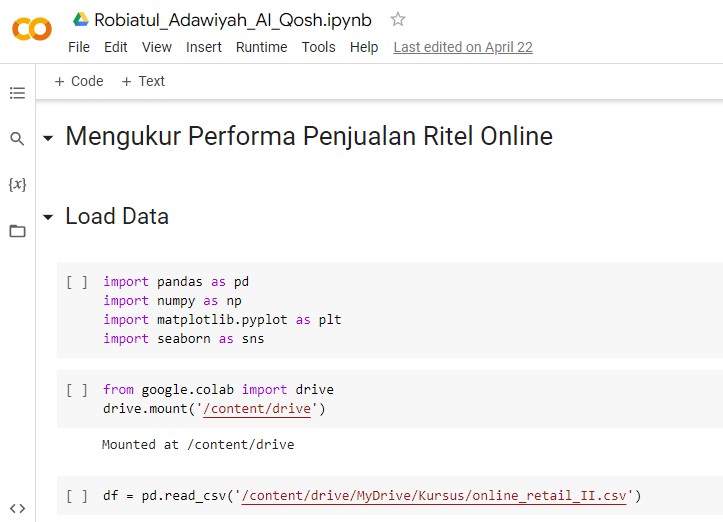 Robiatul_Adawiyah_Al_Qosh.ipynb
File Edit View Insert Runtime Tools Help Last edited on April 22
+ Code + Text
Mengukur Performa Penjualan Ritel Online
Load Data
[ ] import pandas as pd
import numpy as np
import matplotlib.pyplot as plt
import seaborn as sns
[ ] from google.colab import drive
drive.mount('/content/drive')
Mounted at /content/drive
[ ] df = pd.read_csv('/content/drive/MyDrive/Kursus/online_retail_II.csv')